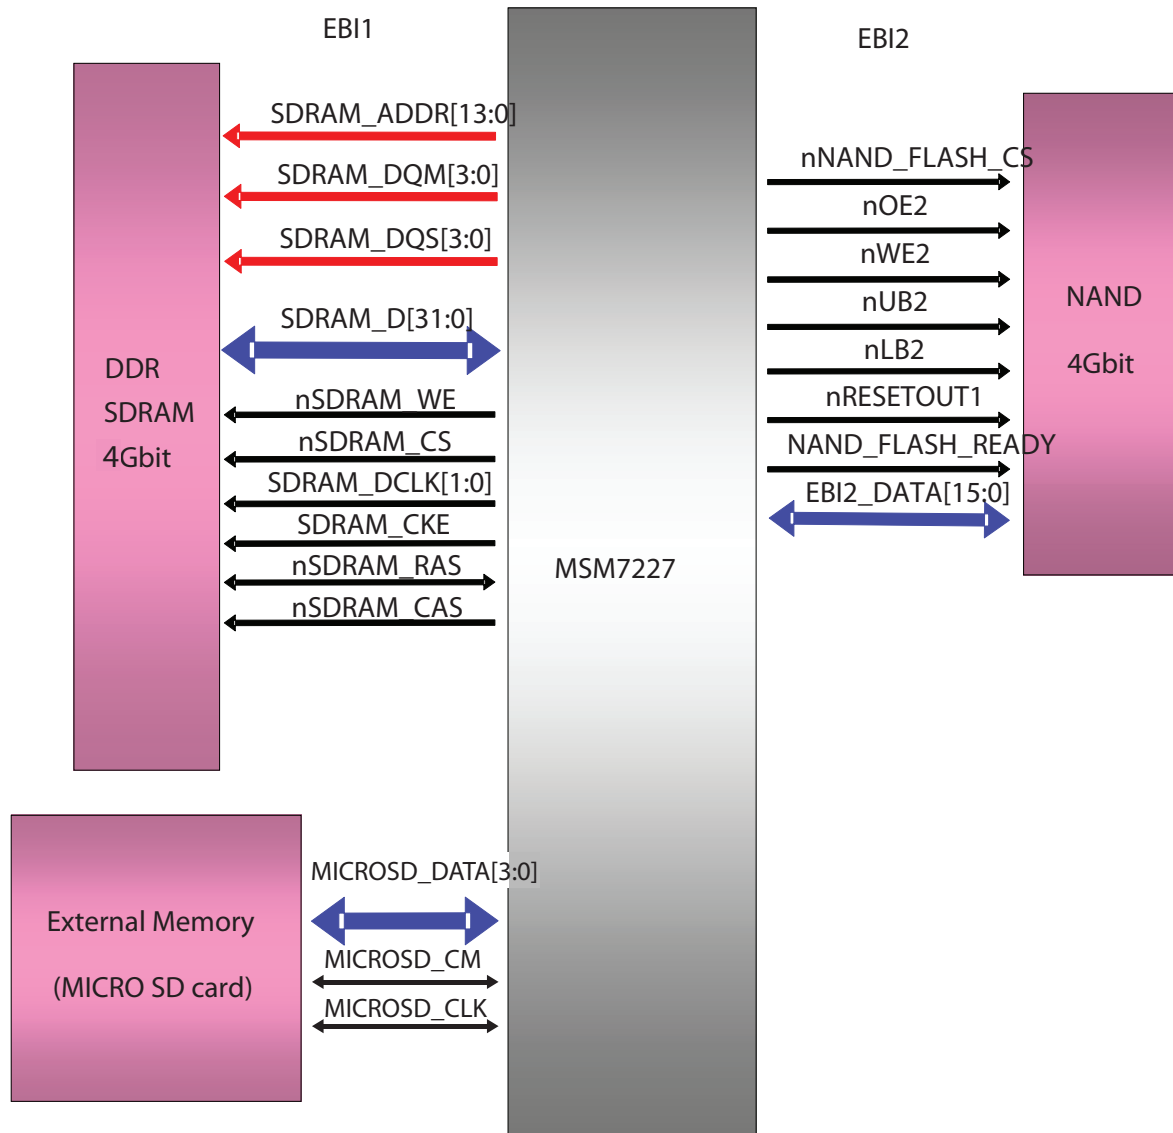 EBI1
EBI2
SDRAM_ADDR[13:0]
SDRAM_DQM[3:0]
SDRAM_DQS[3:0]
SDRAM_D[31:0]
nSDRAM_WE
nSDRAM_CS
SDRAM_DCLK[1:0]
SDRAM_CKE
nSDRAM_RAS
nSDRAM_CAS
DDR
SDRAM
4Gbit
MSM7227
nNAND_FLASH_CS
nOE2
nWE2
nUB2
nLB2
nRESETOUT1
NAND_FLASH_READY
EBI2_DATA[15:0]
NAND
4Gbit
External Memory
(MICRO SD card)
MICROSD_DATA[3:0]
MICROSD_CM
MICROSD_CLK